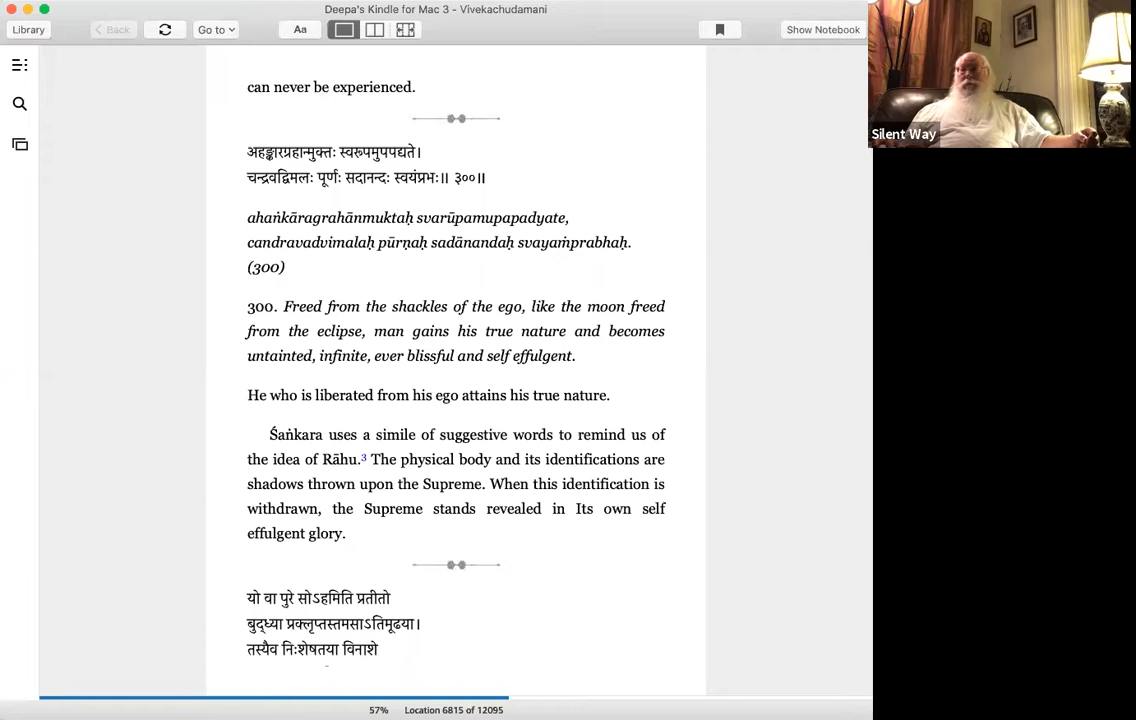 Deepa's Kindle for Mac 3 - Vivekachudamani
Library
Back
Go to
Aa
Show Notebook
can never be experienced.
अहङ्कारग्रहान्मुक्तः स्वरूपमुपपद्यते।
चन्द्रवद्विमलः पूर्णः सदानन्दः स्वयंप्रभः॥ ३००॥
ahaṅkāragrahānmuktaḥ svarūpamupapadyate,
candravadvimalaḥ pūrṇaḥ sadānandaḥ svayaṁprabhaḥ.
(300)
300. Freed from the shackles of the ego, like the moon freed
from the eclipse, man gains his true nature and becomes
untainted, infinite, ever blissful and self effulgent.
He who is liberated from his ego attains his true nature.
Śaṅkara uses a simile of suggestive words to remind us of
the idea of Rāhu.3 The physical body and its identifications are
shadows thrown upon the Supreme. When this identification is
withdrawn, the Supreme stands revealed in Its own self
effulgent glory.
यो वा पुरे सोऽहमिति प्रतीतो
बुद्ध्या प्रक्लृप्तस्तमसाऽतिमूढया।
तस्यैव निःशेषतया विनाशे
57% Location 6815 of 12095
Silent Way